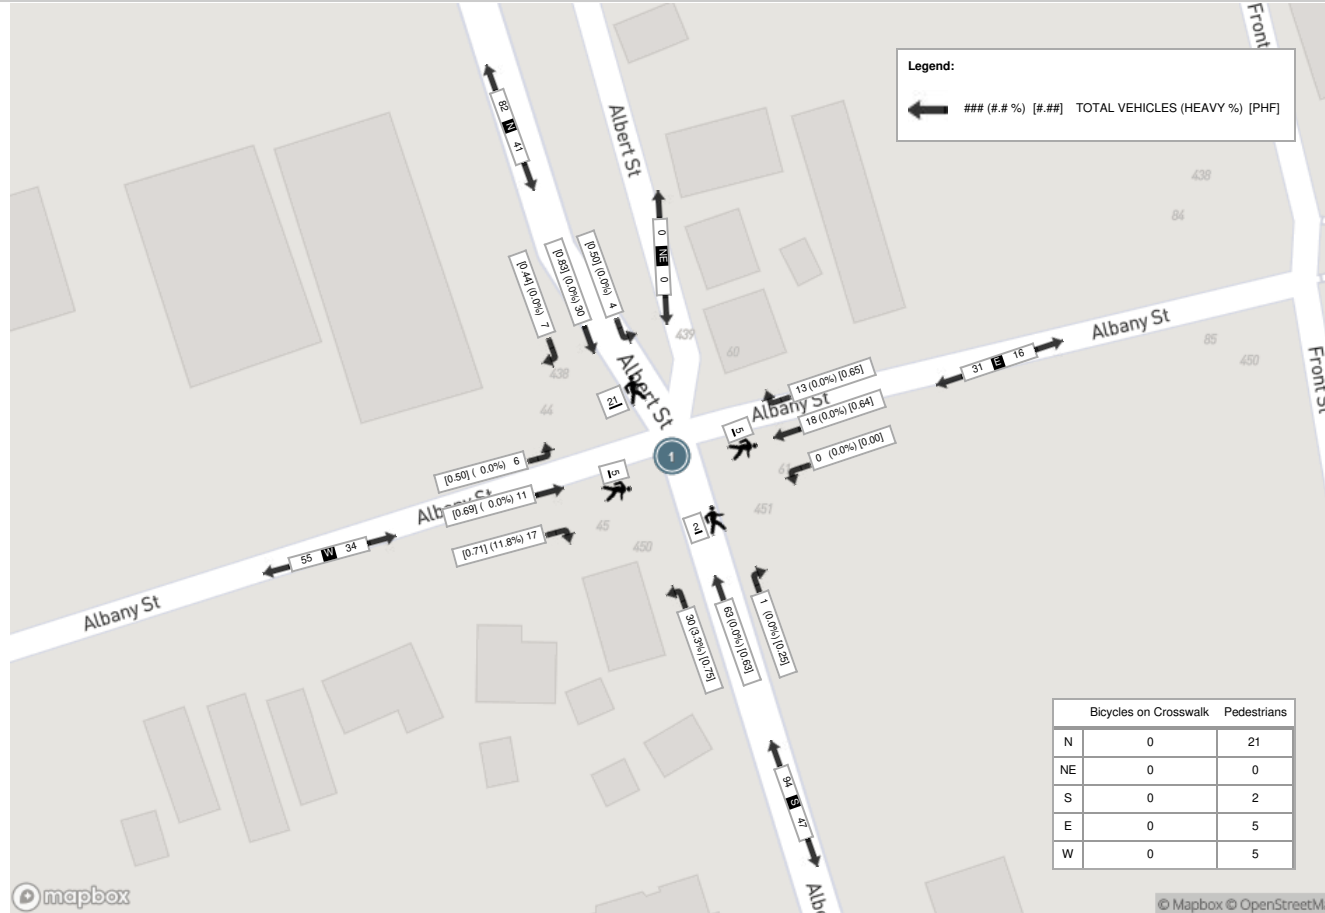 Front
Legend:
### (#.# %) [#.##] TOTAL VEHICLES (HEAVY %) [PHF]
82 N 41
Albert St
438
84
0 NE 0
[0.44] (0.0%) 7
[0.83] (0.0%) 30
[0.50] (0.0%) 4
439
60
Albany St
85
450
Front St
31 E 16
438
Albert St
44
21
13 (0.0%) [0.65]
Albany St
18 (0.0%) [0.64]
5
0 (0.0%) [0.00]
1
[0.50] ( 0.0%) 6
5
[0.69] ( 0.0%) 11
45
451
2
[0.71] (11.8%) 17
450
55 W 34
Albany St
30 (3.3%) [0.75]
63 (0.0%) [0.63]
1 (0.0%) [0.25]
94 S 47
Bicycles on Crosswalk Pedestrians
N 0 21
NE 0 0
S 0 2
E 0 5
W 0 5
mapbox
© Mapbox © OpenStreetM